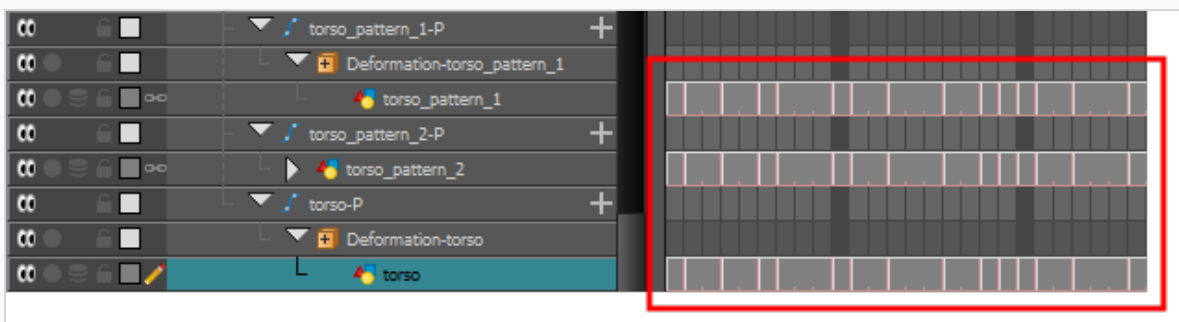 torso_pattern_1-P
Deformation-torso_pattern_1
torso_pattern_1
torso_pattern_2-P
torso_pattern_2
torso-P
Deformation-torso
torso